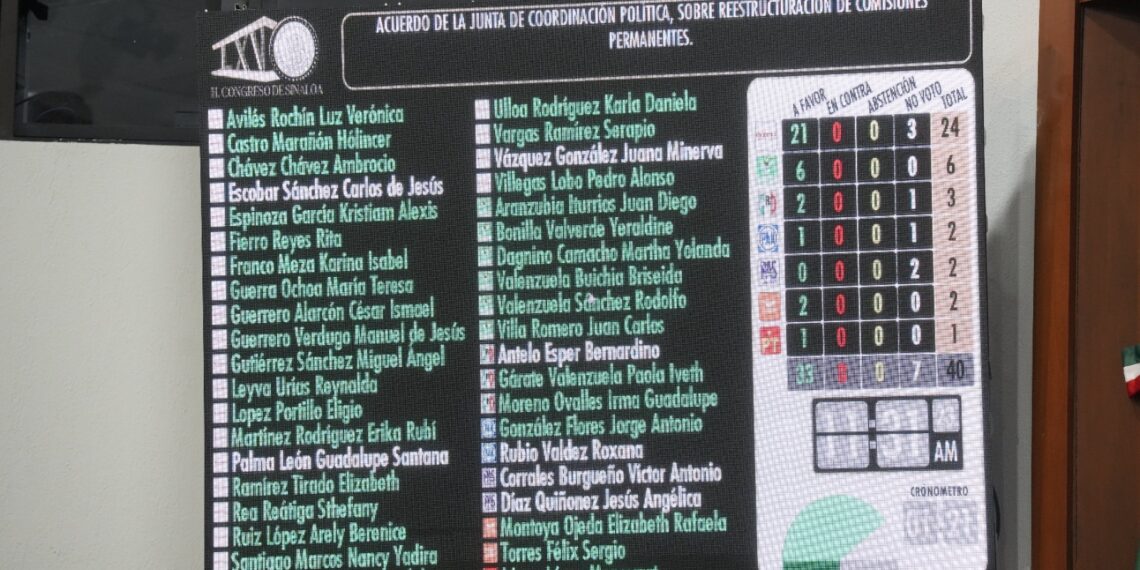 ACUERDO DE LA JUNTA DE COORDINACIÓN POLÍTICA, SOBRE REESTRUCTURACIÓN DE COMISIONES
PERMANENTES.
LXV
H. CONGRESO DE SINALOA
Avilés Rochín Luz Verónica
Castro Marañón Hólincer
Chávez Chávez Ambrocio
Escobar Sánchez Carlos de Jesús
Espinoza García Kristiam Alexis
Fierro Reyes Rita
Franco Meza Karina Isabel
Guerra Ochoa María Teresa
Guerrero Alarcón César Ismael
Guerrero Verdugo Manuel de Jesús
Gutiérrez Sánchez Miguel Ángel
Leyva Urías Reynalda
Lopez Portillo Eligio
Martínez Rodríguez Erika Rubí
Palma León Guadalupe Santana
Ramírez Tirado Elizabeth
Rea Reátiga Sthefany
Ruiz López Arely Berenice
Santiago Marcos Nancy Yadira
Ulloa Rodríguez Karla Daniela
Vargas Ramírez Serapio
Vázquez González Juana Minerva
Villegas Lobo Pedro Alonso
Aranzubia Iturrios Juan Diego
Bonilla Valverde Yeraldine
Dagnino Camacho Martha Yolanda
Valenzuela Buichia Briseida
Valenzuela Sánchez Rodolfo
Villa Romero Juan Carlos
Antelo Esper Bernardino
Gárate Valenzuela Paola Iveth
Moreno Ovalles Irma Guadalupe
González Flores Jorge Antonio
Rubio Valdez Roxana
Corrales Burgueño Víctor Antonio
Díaz Quiñonez Jesús Angélica
Montoya Ojeda Elizabeth Rafaela
Torres Félix Sergio
A FAVOR EN CONTRA ABSTENCIÓN NO VOTO TOTAL
21 0 0 3 24
6 0 0 0 6
2 0 0 1 3
PAN 1 0 0 1 2
PAS 0 0 0 2 2
2 0 0 0 2
PT 1 0 0 0 1
33 0 0 7 40
11:31
AM
CRONOMETRO